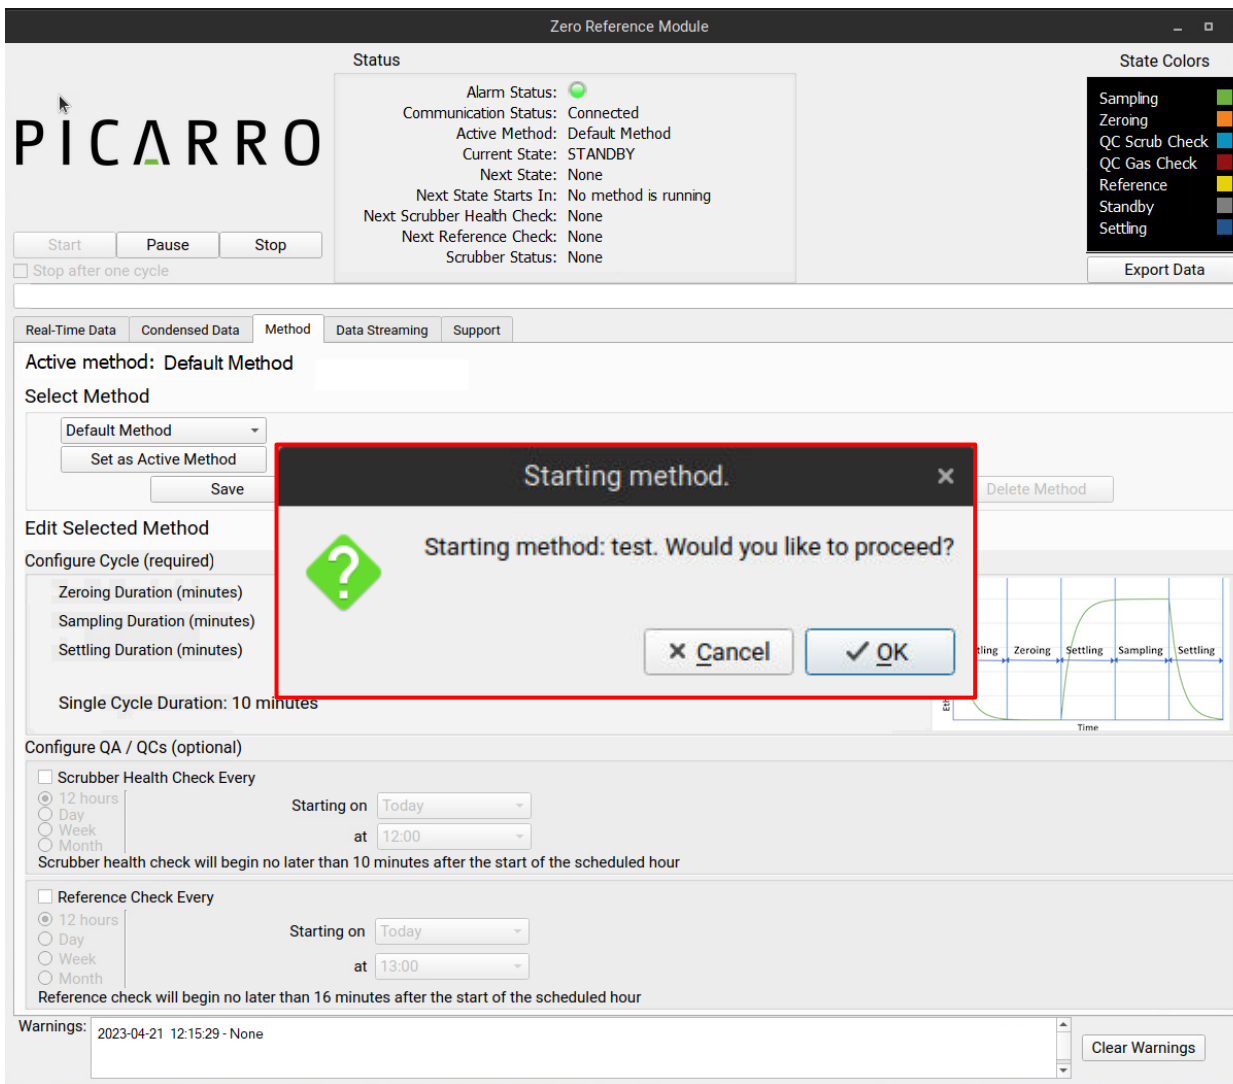 Zero Reference Module
PICARRO
Status
Alarm Status:
Communication Status: Connected
Active Method: Default Method
Current State: STANDBY
Next State: None
Next State Starts In: No method is running
Next Scrubber Health Check: None
Next Reference Check: None
Scrubber Status: None
State Colors
Sampling
Zeroing
QC Scrub Check
QC Gas Check
Reference
Standby
Settling
Start Pause Stop
Stop after one cycle
Export Data
Real-Time Data Condensed Data Method Data Streaming Support
Active method: Default Method
Select Method
Default Method
Set as Active Method
Save
Delete Method
Starting method.
Starting method: test. Would you like to proceed?
Cancel OK
Edit Selected Method
Configure Cycle (required)
Zeroing Duration (minutes)
Sampling Duration (minutes)
Settling Duration (minutes)
Single Cycle Duration: 10 minutes
tling Zeroing Settling Sampling Settling
Eth
Time
Configure QA / QCs (optional)
Scrubber Health Check Every
12 hours
Day
Week
Month
Starting on Today
at 12:00
Scrubber health check will begin no later than 10 minutes after the start of the scheduled hour
Reference Check Every
12 hours
Day
Week
Month
Starting on Today
at 13:00
Reference check will begin no later than 16 minutes after the start of the scheduled hour
Warnings:
2023-04-21 12:15:29 - None
Clear Warnings